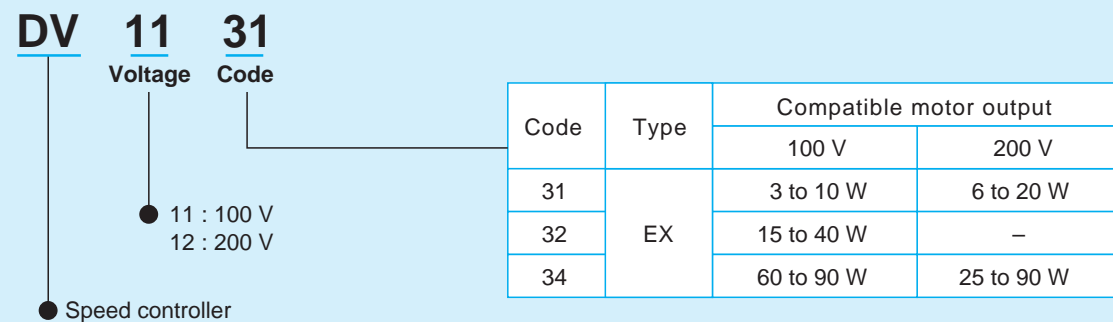 DV 11 31
Voltage Code
Code Type Compatible motor output
100 V 200 V
31 3 to 10 W 6 to 20 W
32 EX 15 to 40 W –
34 60 to 90 W 25 to 90 W
11 : 100 V
12 : 200 V
Speed controller